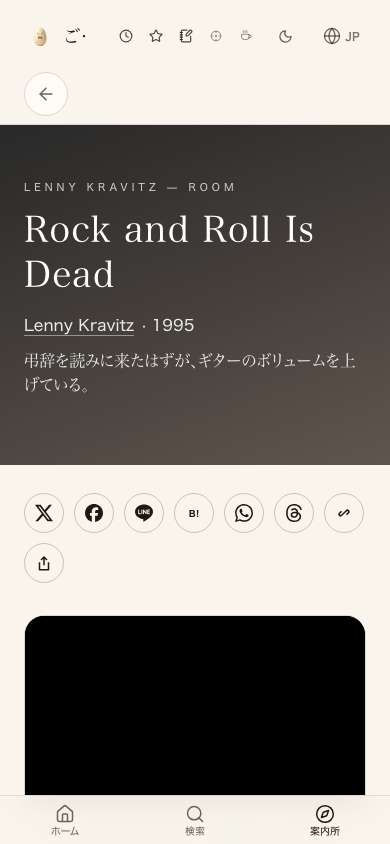 ご·
JP
LENNY KRAVITZ — ROOM
Rock and Roll Is
Dead
Lenny Kravitz · 1995
弔辞を読みに来たはずが、ギターのボリュームを上
げている。
LINE
B!
ホーム
検索
案内所